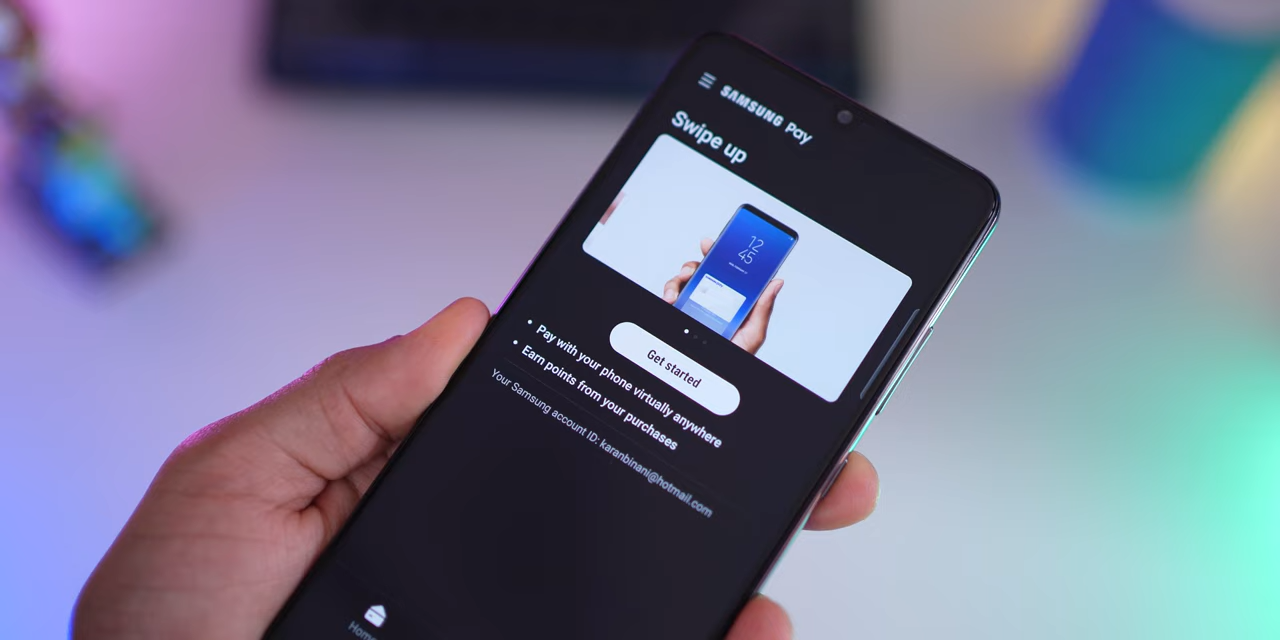 SAMSUNG Pay
Swipe up
12
45
Get started
• Pay with your phone virtually anywhere
• Earn points from your purchases
Your Samsung account ID: karanbinani@hotmail.com
Home